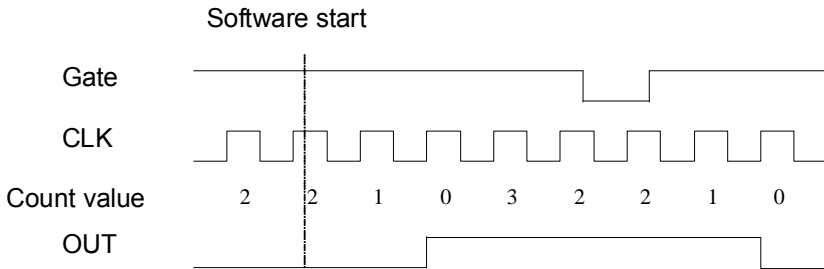 Software start
Gate
CLK
Count value 2 2 1 0 3 2 2 1 0
OUT